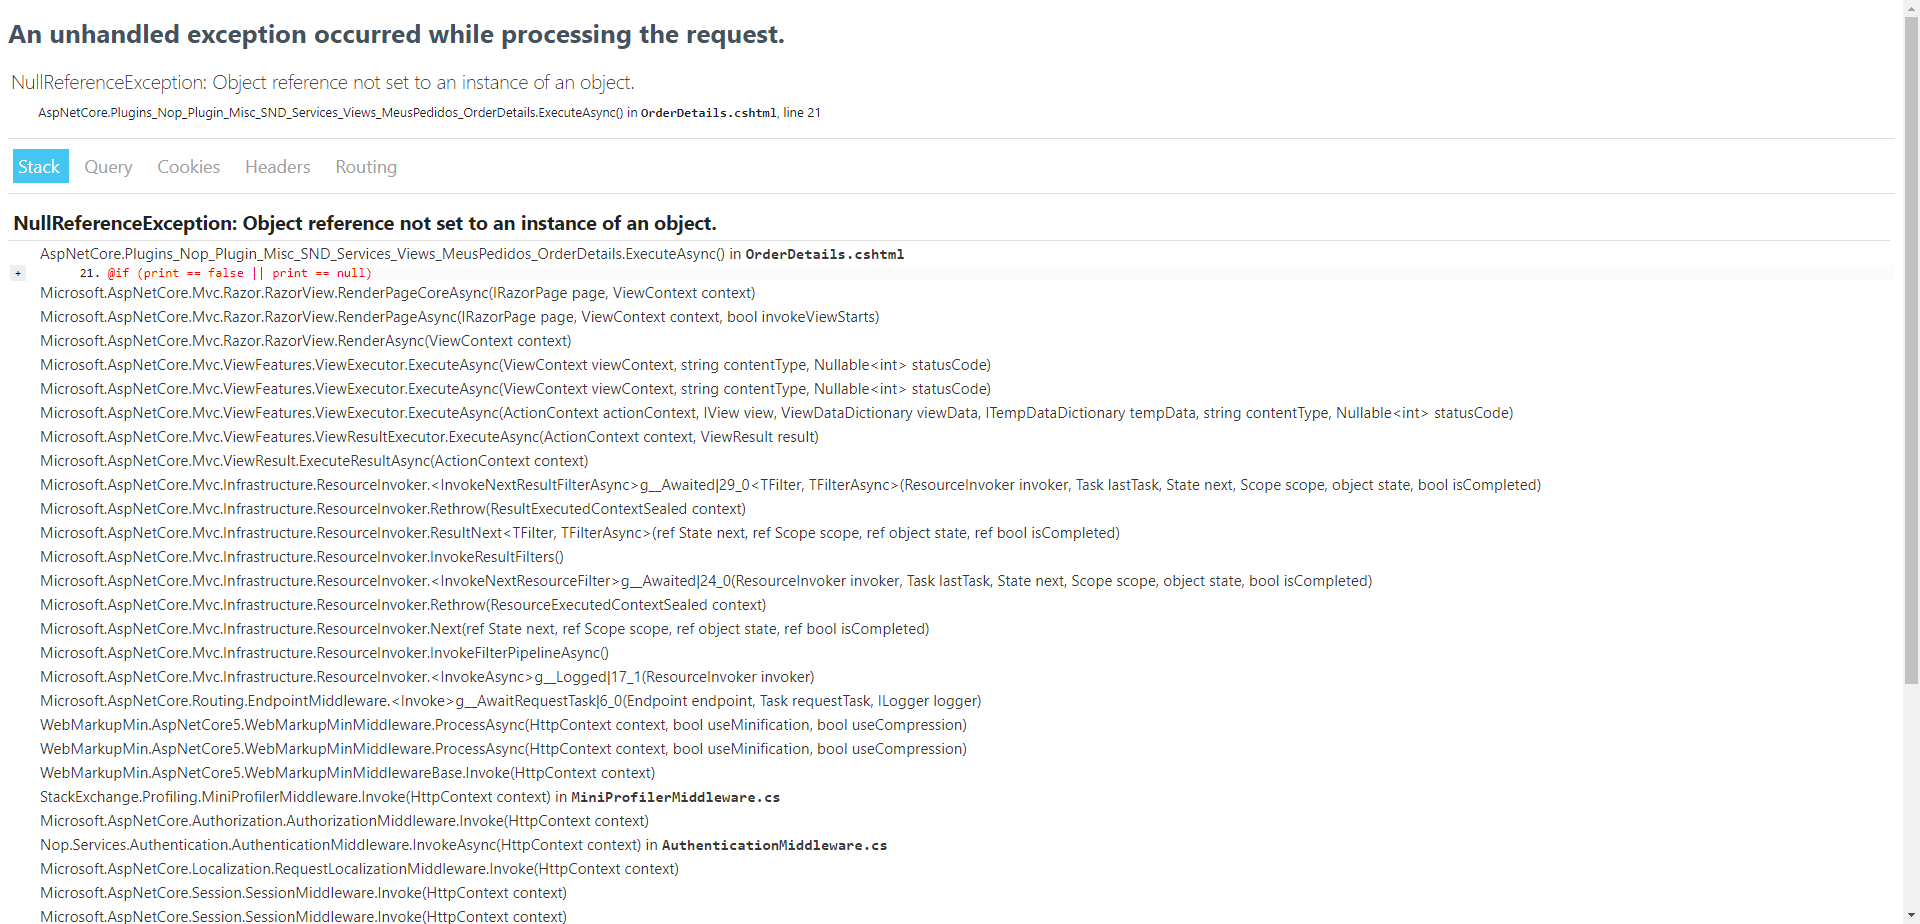 An unhandled exception occurred while processing the request.
NullReferenceException: Object reference not set to an instance of an object.
AspNetCore.Plugins_Nop_Plugin_Misc_SND_Services_Views_MeusPedidos_OrderDetails.ExecuteAsync() in OrderDetails.cshtml, line 21
Stack Query Cookies Headers Routing
NullReferenceException: Object reference not set to an instance of an object.
AspNetCore.Plugins_Nop_Plugin_Misc_SND_Services_Views_MeusPedidos_OrderDetails.ExecuteAsync() in OrderDetails.cshtml
+ 21. @if (print == false || print == null)
Microsoft.AspNetCore.Mvc.Razor.RazorView.RenderPageCoreAsync(IRazorPage page, ViewContext context)
Microsoft.AspNetCore.Mvc.Razor.RazorView.RenderPageAsync(IRazorPage page, ViewContext context, bool invokeViewStarts)
Microsoft.AspNetCore.Mvc.Razor.RazorView.RenderAsync(ViewContext context)
Microsoft.AspNetCore.Mvc.ViewFeatures.ViewExecutor.ExecuteAsync(ViewContext viewContext, string contentType, Nullable<int> statusCode)
Microsoft.AspNetCore.Mvc.ViewFeatures.ViewExecutor.ExecuteAsync(ViewContext viewContext, string contentType, Nullable<int> statusCode)
Microsoft.AspNetCore.Mvc.ViewFeatures.ViewExecutor.ExecuteAsync(ActionContext actionContext, IView view, ViewDataDictionary viewData, ITempDataDictionary tempData, string contentType, Nullable<int> statusCode)
Microsoft.AspNetCore.Mvc.ViewFeatures.ViewResultExecutor.ExecuteAsync(ActionContext context, ViewResult result)
Microsoft.AspNetCore.Mvc.ViewResult.ExecuteResultAsync(ActionContext context)
Microsoft.AspNetCore.Mvc.Infrastructure.ResourceInvoker.<InvokeNextResultFilterAsync>g__Awaited|29_0<TFilter, TFilterAsync>(ResourceInvoker invoker, Task lastTask, State next, Scope scope, object state, bool isCompleted)
Microsoft.AspNetCore.Mvc.Infrastructure.ResourceInvoker.Rethrow(ResultExecutedContextSealed context)
Microsoft.AspNetCore.Mvc.Infrastructure.ResourceInvoker.ResultNext<TFilter, TFilterAsync>(ref State next, ref Scope scope, ref object state, ref bool isCompleted)
Microsoft.AspNetCore.Mvc.Infrastructure.ResourceInvoker.InvokeResultFilters()
Microsoft.AspNetCore.Mvc.Infrastructure.ResourceInvoker.<InvokeNextResourceFilter>g__Awaited|24_0(ResourceInvoker invoker, Task lastTask, State next, Scope scope, object state, bool isCompleted)
Microsoft.AspNetCore.Mvc.Infrastructure.ResourceInvoker.Rethrow(ResourceExecutedContextSealed context)
Microsoft.AspNetCore.Mvc.Infrastructure.ResourceInvoker.Next(ref State next, ref Scope scope, ref object state, ref bool isCompleted)
Microsoft.AspNetCore.Mvc.Infrastructure.ResourceInvoker.InvokeFilterPipelineAsync()
Microsoft.AspNetCore.Mvc.Infrastructure.ResourceInvoker.<InvokeAsync>g__Logged|17_1(ResourceInvoker invoker)
Microsoft.AspNetCore.Routing.EndpointMiddleware.<Invoke>g__AwaitRequestTask|6_0(Endpoint endpoint, Task requestTask, ILogger logger)
WebMarkupMin.AspNetCore5.WebMarkupMinMiddleware.ProcessAsync(HttpContext context, bool useMinification, bool useCompression)
WebMarkupMin.AspNetCore5.WebMarkupMinMiddleware.ProcessAsync(HttpContext context, bool useMinification, bool useCompression)
WebMarkupMin.AspNetCore5.WebMarkupMinMiddlewareBase.Invoke(HttpContext context)
StackExchange.Profiling.MiniProfilerMiddleware.Invoke(HttpContext context) in MiniProfilerMiddleware.cs
Microsoft.AspNetCore.Authorization.AuthorizationMiddleware.Invoke(HttpContext context)
Nop.Services.Authentication.AuthenticationMiddleware.InvokeAsync(HttpContext context) in AuthenticationMiddleware.cs
Microsoft.AspNetCore.Localization.RequestLocalizationMiddleware.Invoke(HttpContext context)
Microsoft.AspNetCore.Session.SessionMiddleware.Invoke(HttpContext context)
Microsoft.AspNetCore.Session.SessionMiddleware.Invoke(HttpContext context)